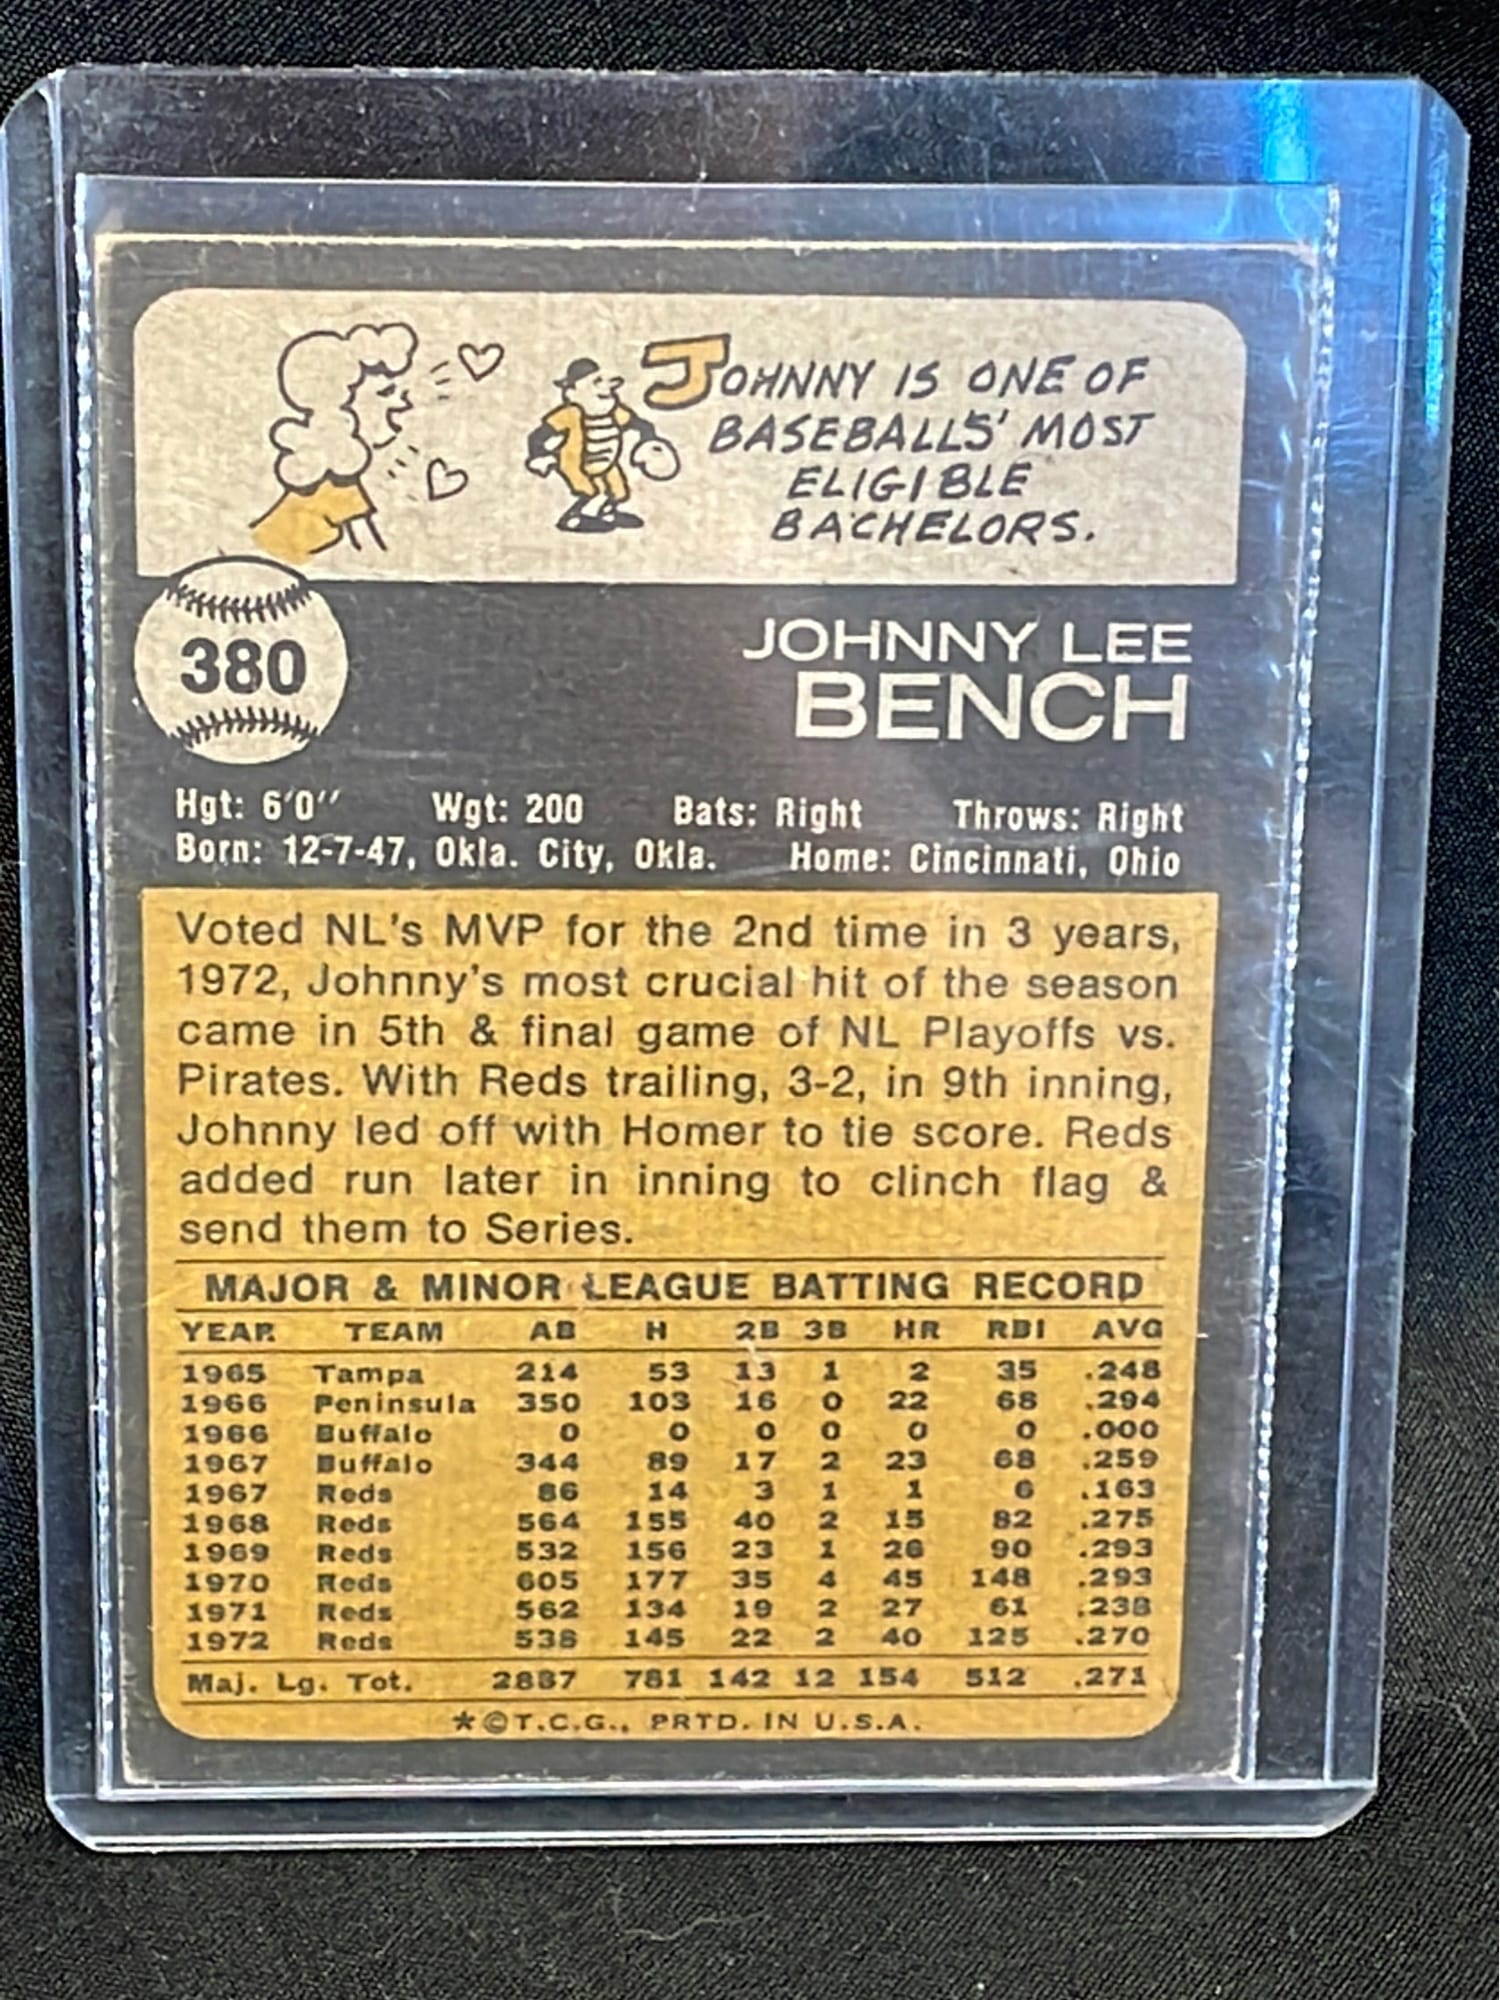 JOHNNY IS ONE OF
BASEBALLS' MOST
ELIGIBLE
BACHELORS.
380
JOHNNY LEE
BENCH
Hgt: 6'0" Wgt: 200 Bats: Right Throws: Right
Born: 12-7-47, Okla. City, Okla. Home: Cincinnati, Ohio
Voted NL's MVP for the 2nd time in 3 years,
1972, Johnny's most crucial hit of the season
came in 5th & final game of NL Playoffs vs.
Pirates. With Reds trailing, 3-2, in 9th inning,
Johnny led off with Homer to tie score. Reds
added run later in inning to clinch flag &
send them to Series.
MAJOR & MINOR LEAGUE BATTING RECORD
YEAR TEAM AB H 2B 3B HR RBI AVG
1965 Tampa 214 53 13 1 2 35 .248
1966 Peninsula 350 103 16 0 22 68 .294
1966 Buffalo 0 0 0 0 0 0 .000
1967 Buffalo 344 89 17 2 23 68 .259
1967 Reds 86 14 3 1 1 6 .163
1968 Reds 564 155 40 2 15 82 .275
1969 Reds 532 156 23 1 26 90 .293
1970 Reds 605 177 35 4 45 148 .293
1971 Reds 562 134 19 2 27 61 .238
1972 Reds 538 145 22 2 40 125 .270
Maj. Lg. Tot. 2887 781 142 12 154 512 .271
*©T.C.G., PRTD. IN U.S.A.